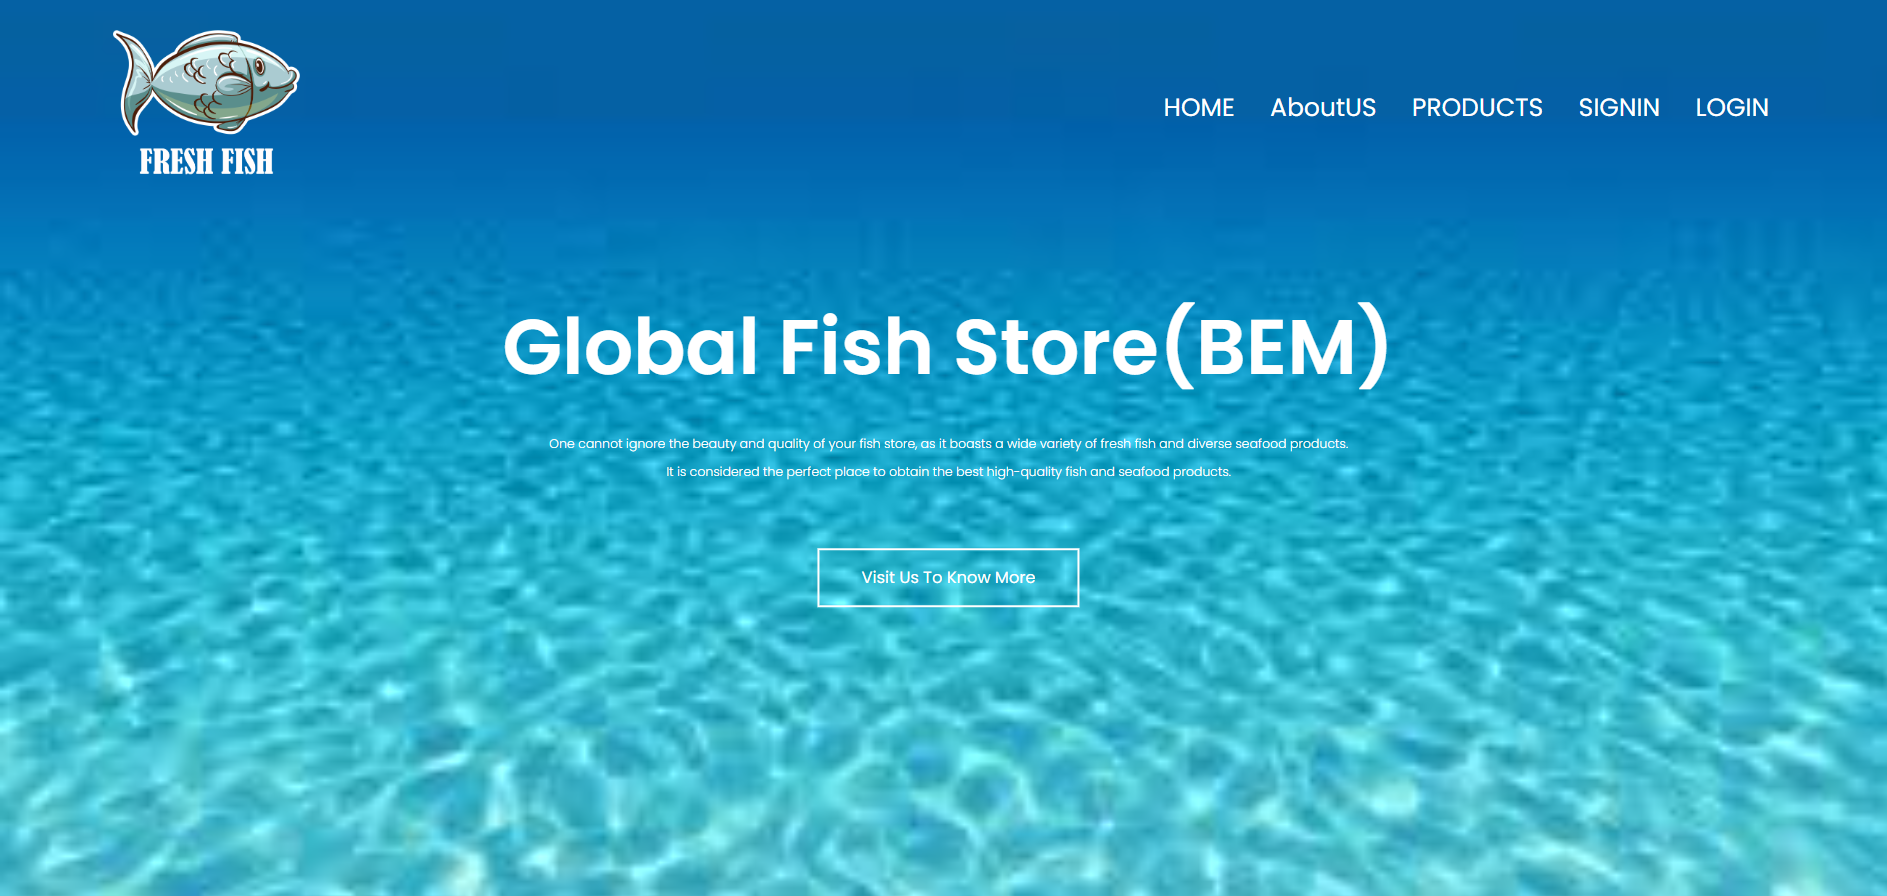 FRESH FISH
HOME AboutUS PRODUCTS SIGNIN LOGIN
Global Fish Store(BEM)
One cannot ignore the beauty and quality of your fish store, as it boasts a wide variety of fresh fish and diverse seafood products.
It is considered the perfect place to obtain the best high-quality fish and seafood products.
Visit Us To Know More